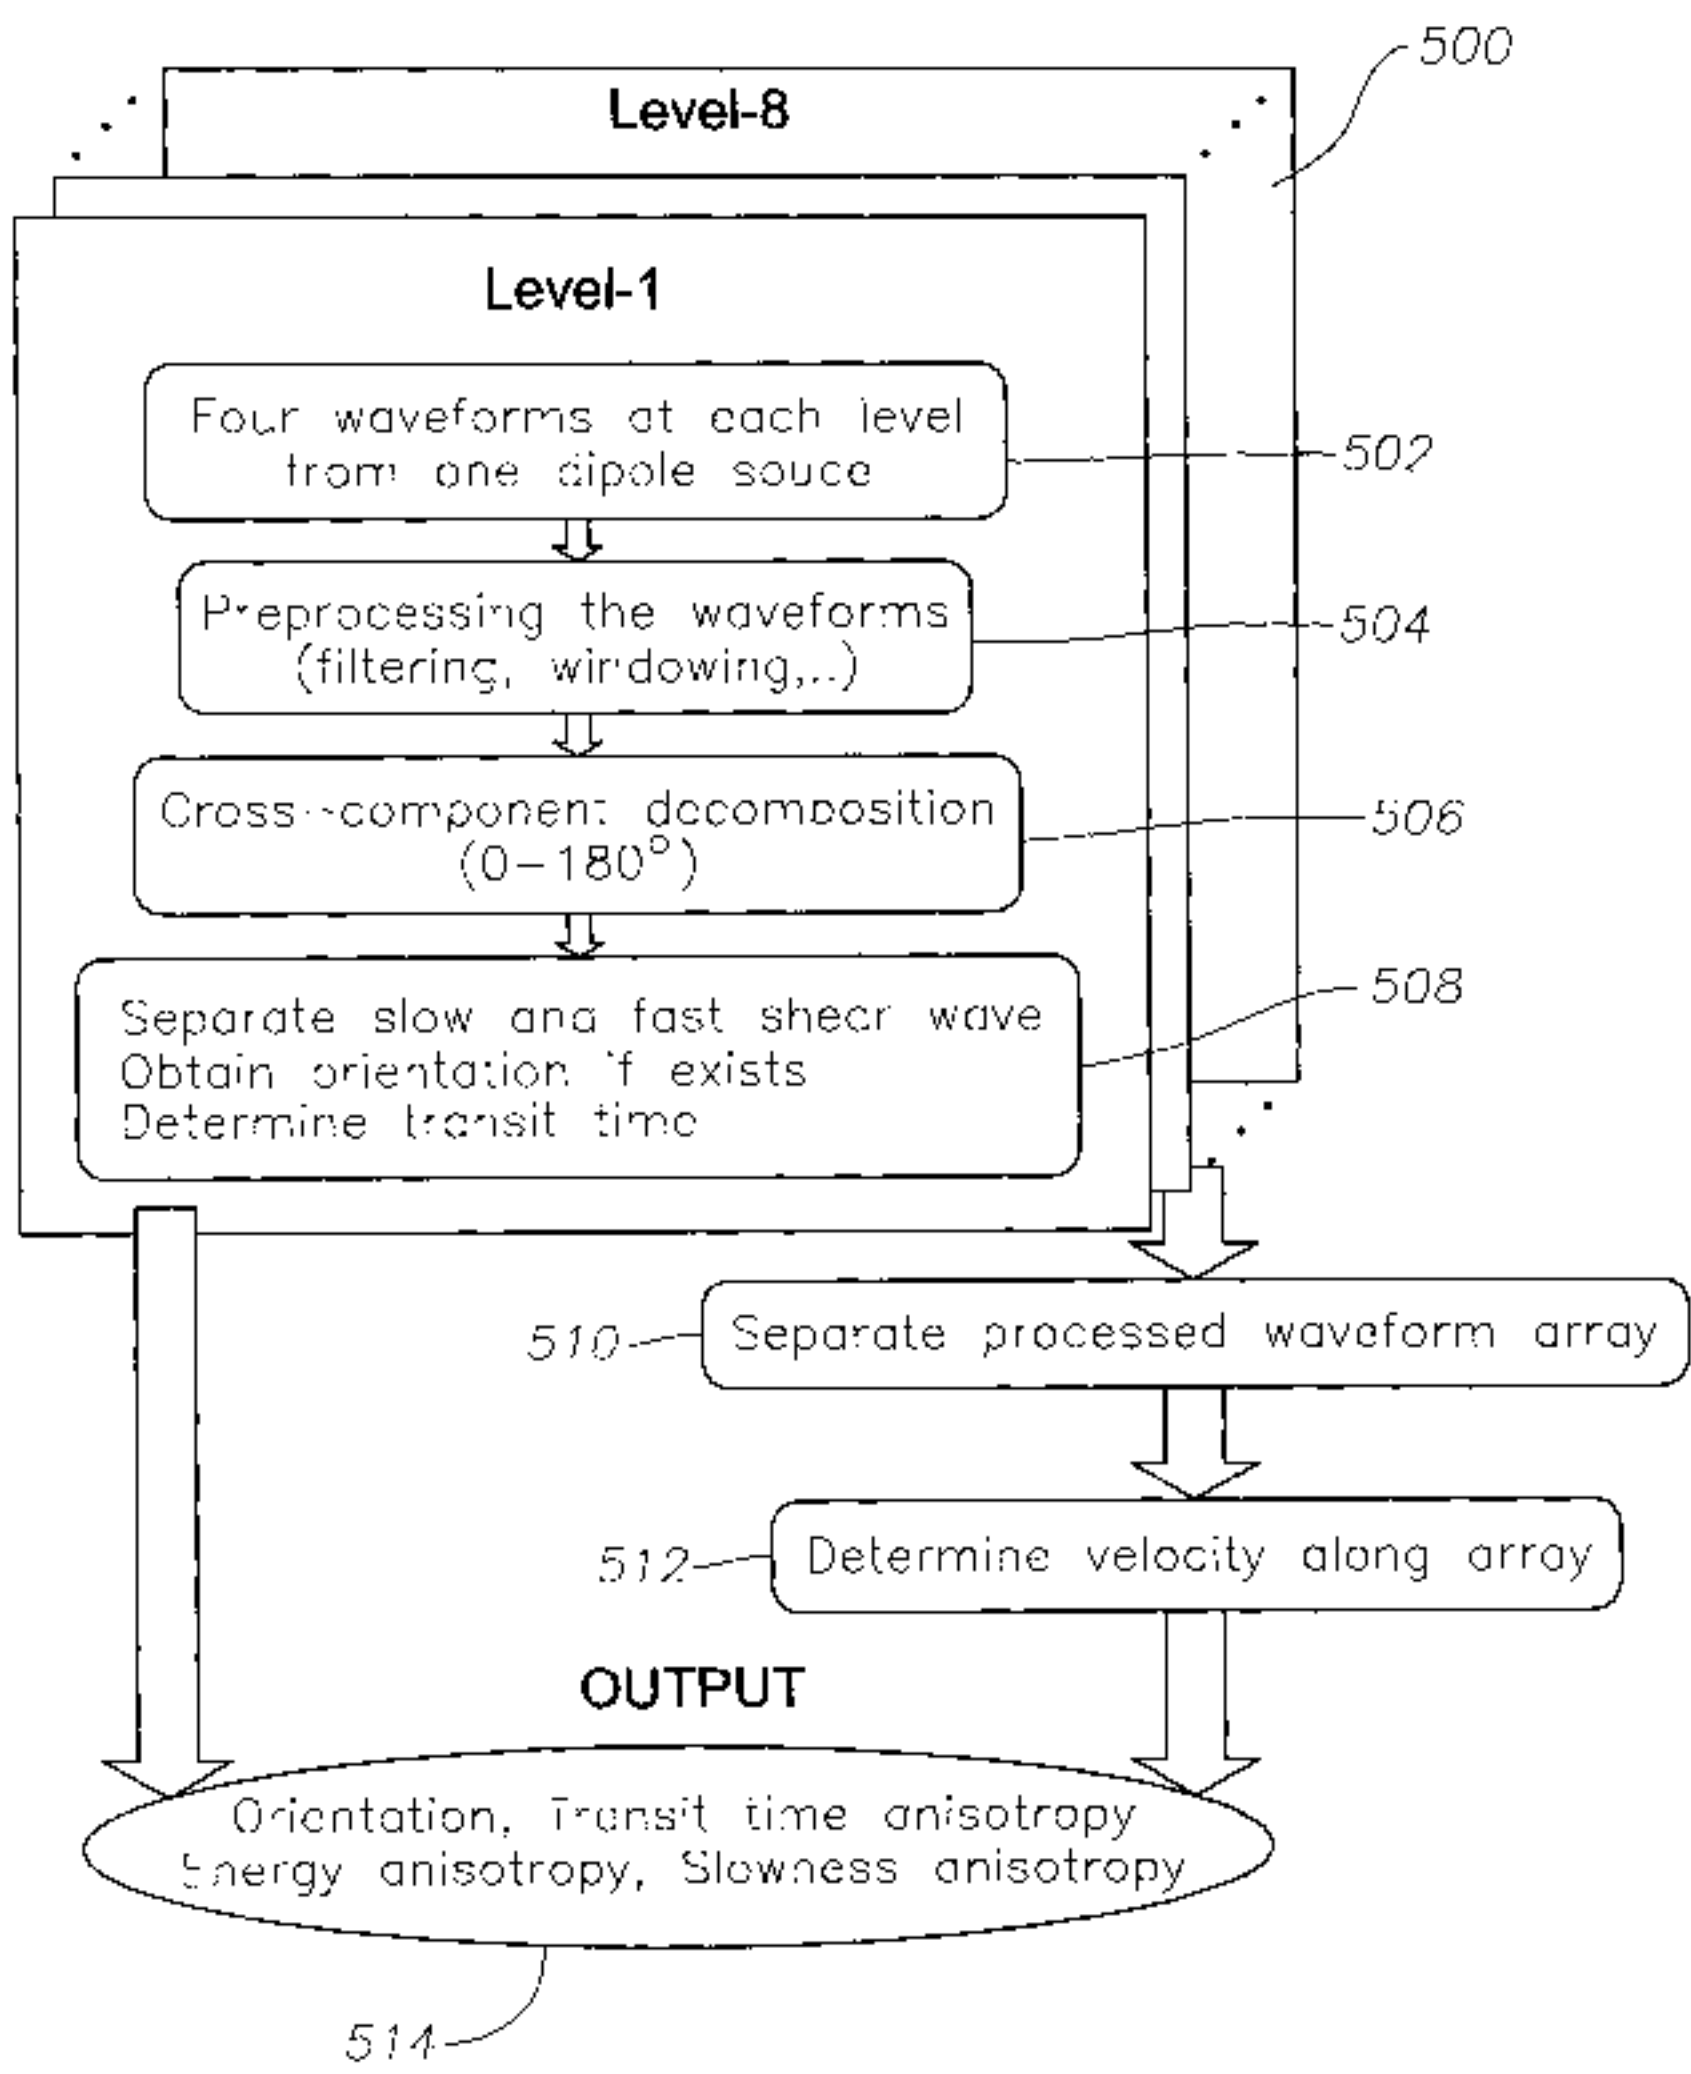 500
Level-8
Level-1
Four waveforms at each level
from one dipole souce
502
Preprocessing the waveforms
(filtering, windowing,..)
504
Cross-component decomposition
(0-180°)
506
Separate slow and fast shear wave
Obtain orientation if exists
Determine transit time
508
510
Separate processed waveform array
512
Determine velocity along array
OUTPUT
Orientation, Transit time anisotropy
Energy anisotropy, Slowness anisotropy
514